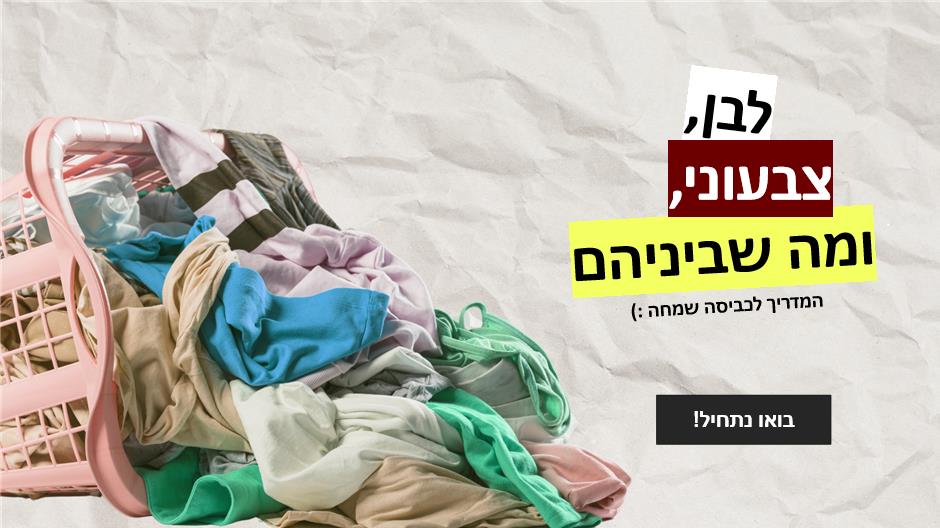 לבן,
צבעוני,
ומה שביניהם
המדריך לכביסה שמחה :)
בואו נתחיל!